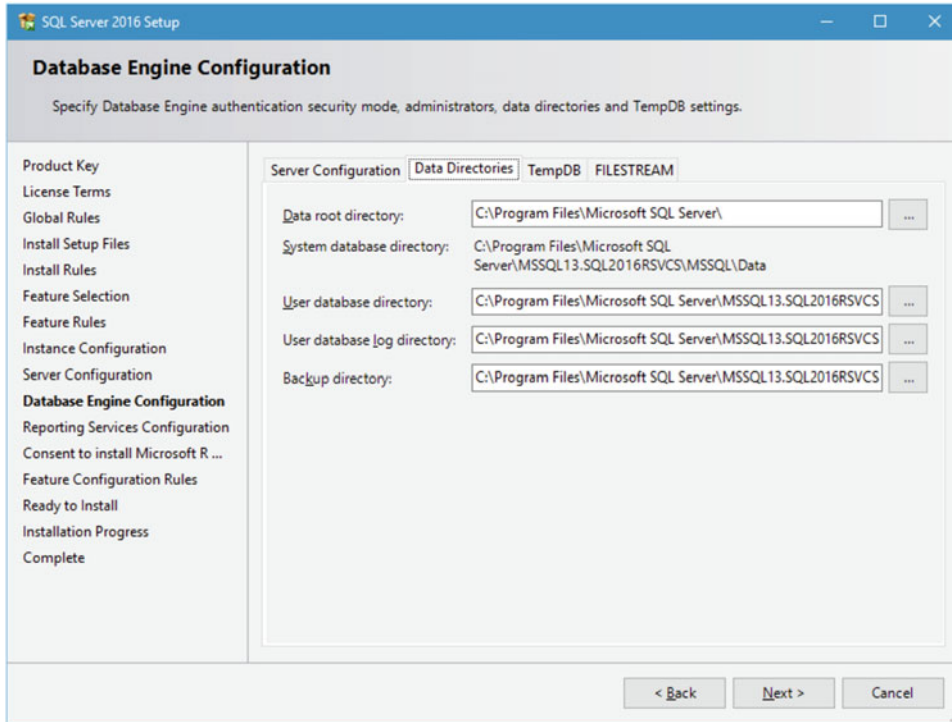 SQL Server 2016 Setup
Database Engine Configuration
Specify Database Engine authentication security mode, administrators, data directories and TempDB settings.
Product Key
License Terms
Global Rules
Install Setup Files
Install Rules
Feature Selection
Feature Rules
Instance Configuration
Server Configuration
Database Engine Configuration
Reporting Services Configuration
Consent to install Microsoft R ...
Feature Configuration Rules
Ready to Install
Installation Progress
Complete
Server Configuration Data Directories TempDB FILESTREAM
Data root directory: C:\Program Files\Microsoft SQL Server\ ...
System database directory: C:\Program Files\Microsoft SQL
Server\MSSQL13.SQL2016RSVCS\MSSQL\Data
User database directory: C:\Program Files\Microsoft SQL Server\MSSQL13.SQL2016RSVCS ...
User database log directory: C:\Program Files\Microsoft SQL Server\MSSQL13.SQL2016RSVCS ...
Backup directory: C:\Program Files\Microsoft SQL Server\MSSQL13.SQL2016RSVCS ...
< Back Next > Cancel